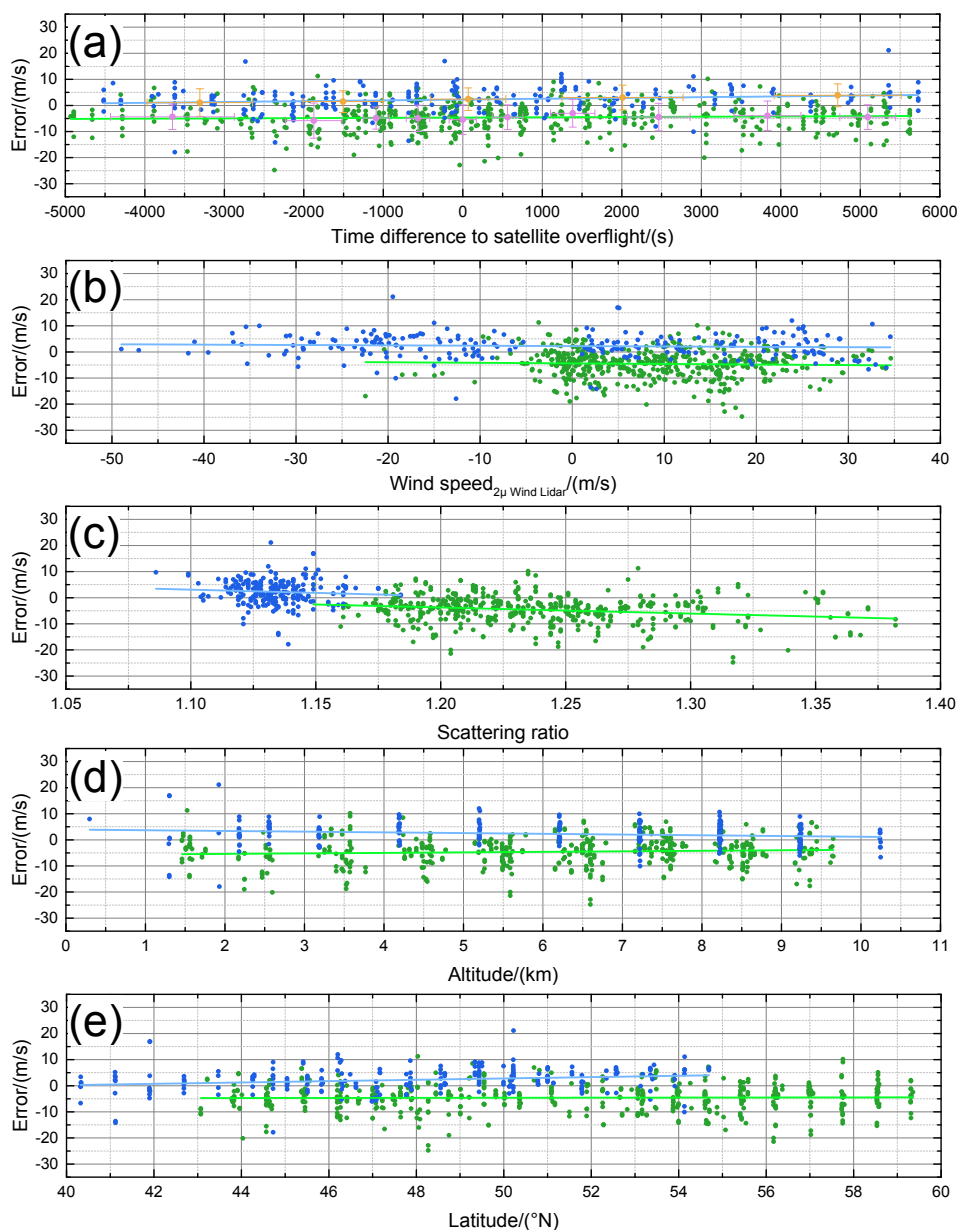 (a)
Error/(m/s)
30
20
10
0
-10
-20
-30
-5000 -4000 -3000 -2000 -1000 0 1000 2000 3000 4000 5000 6000
Time difference to satellite overflight/(s)
(b)
Error/(m/s)
30
20
10
0
-10
-20
-30
-50 -40 -30 -20 -10 0 10 20 30 40
Wind speed2μ Wind Lidar/(m/s)
(c)
Error/(m/s)
30
20
10
0
-10
-20
-30
1.05 1.10 1.15 1.20 1.25 1.30 1.35 1.40
Scattering ratio
(d)
Error/(m/s)
30
20
10
0
-10
-20
-30
0 1 2 3 4 5 6 7 8 9 10 11
Altitude/(km)
(e)
Error/(m/s)
30
20
10
0
-10
-20
-30
40 42 44 46 48 50 52 54 56 58 60
Latitude/(°N)